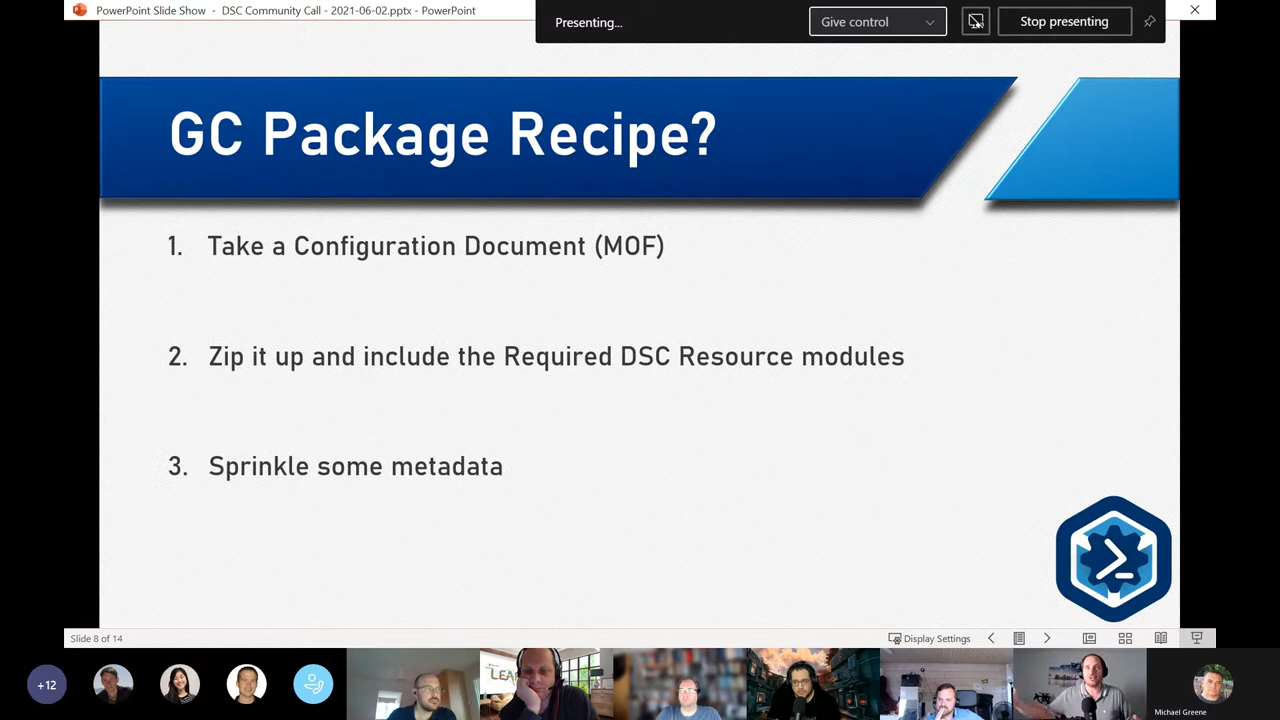 PowerPoint Slide Show - DSC Community Call - 2021-06-02.pptx - PowerPoint
Presenting...
Give control
Stop presenting
GC Package Recipe?
1. Take a Configuration Document (MOF)
2. Zip it up and include the Required DSC Resource modules
3. Sprinkle some metadata
Slide 8 of 14
Display Settings
+12
LEA
Michael Greene